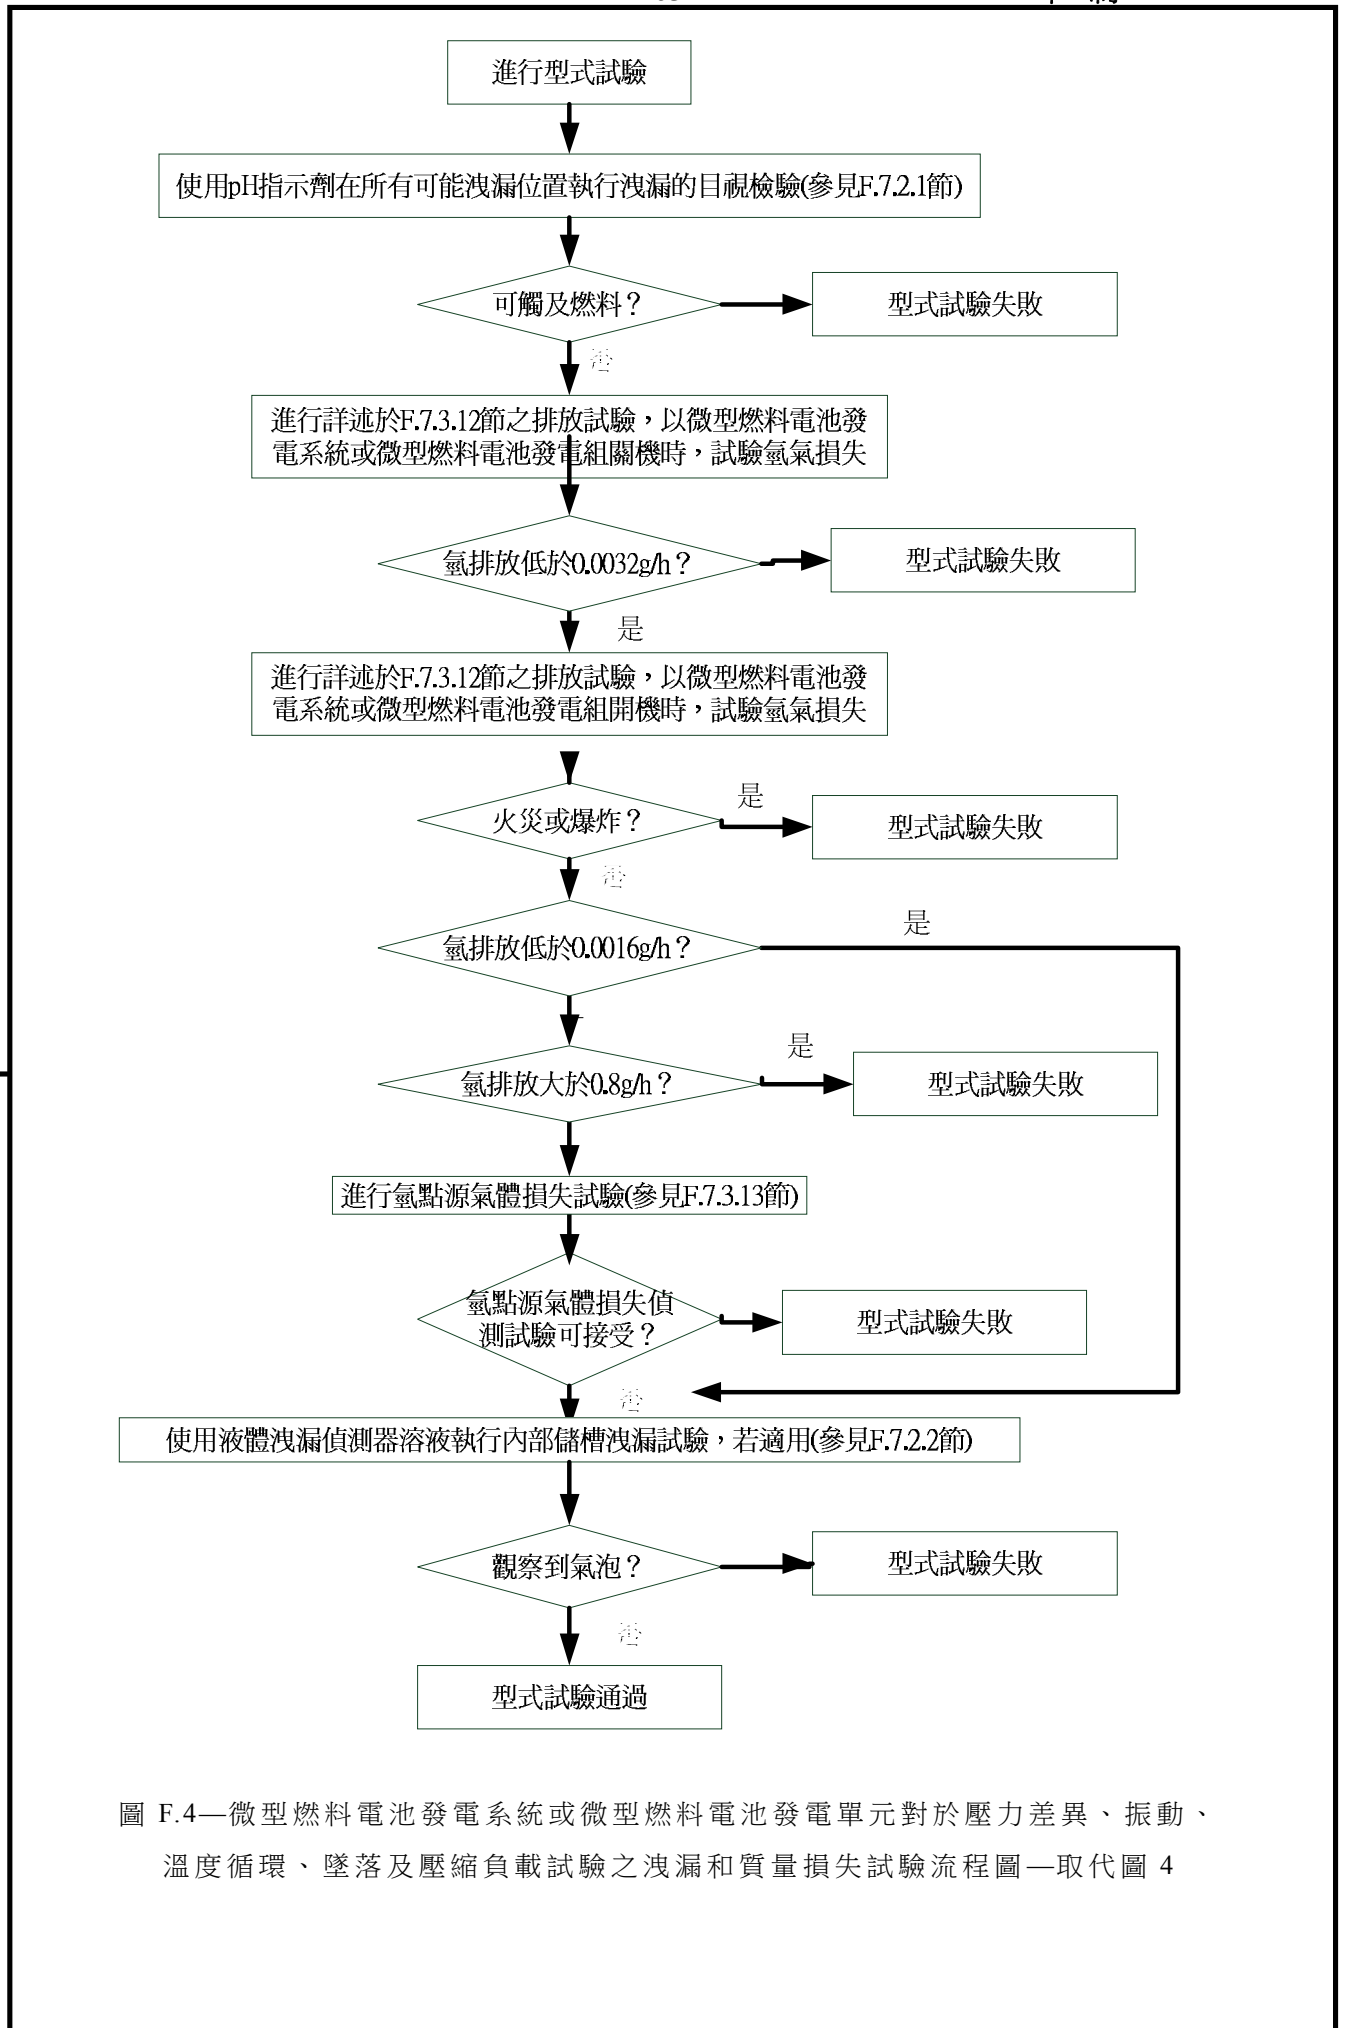 進行型式試驗
使用pH指示劑在所有可能洩漏位置執行洩漏的目視檢驗(參見F.7.2.1節)
可觸及燃料？
型式試驗失敗
否
進行詳述於F.7.3.12節之排放試驗，以微型燃料電池發
電系統或微型燃料電池發電組關機時，試驗氫氣損失
氫排放低於0.0032g/h？
型式試驗失敗
是
進行詳述於F.7.3.12節之排放試驗，以微型燃料電池發
電系統或微型燃料電池發電組開機時，試驗氫氣損失
火災或爆炸？
是
型式試驗失敗
否
氫排放低於0.0016g/h？
是
氫排放大於0.8g/h？
是
型式試驗失敗
進行氫點源氣體損失試驗(參見F.7.3.13節)
氫點源氣體損失偵
測試驗可接受？
型式試驗失敗
否
使用液體洩漏偵測器溶液執行內部儲槽洩漏試驗，若適用(參見F.7.2.2節)
觀察到氣泡？
型式試驗失敗
否
型式試驗通過
圖 F.4—微型燃料電池發電系統或微型燃料電池發電單元對於壓力差異、振動、
溫度循環、墜落及壓縮負載試驗之洩漏和質量損失試驗流程圖—取代圖 4